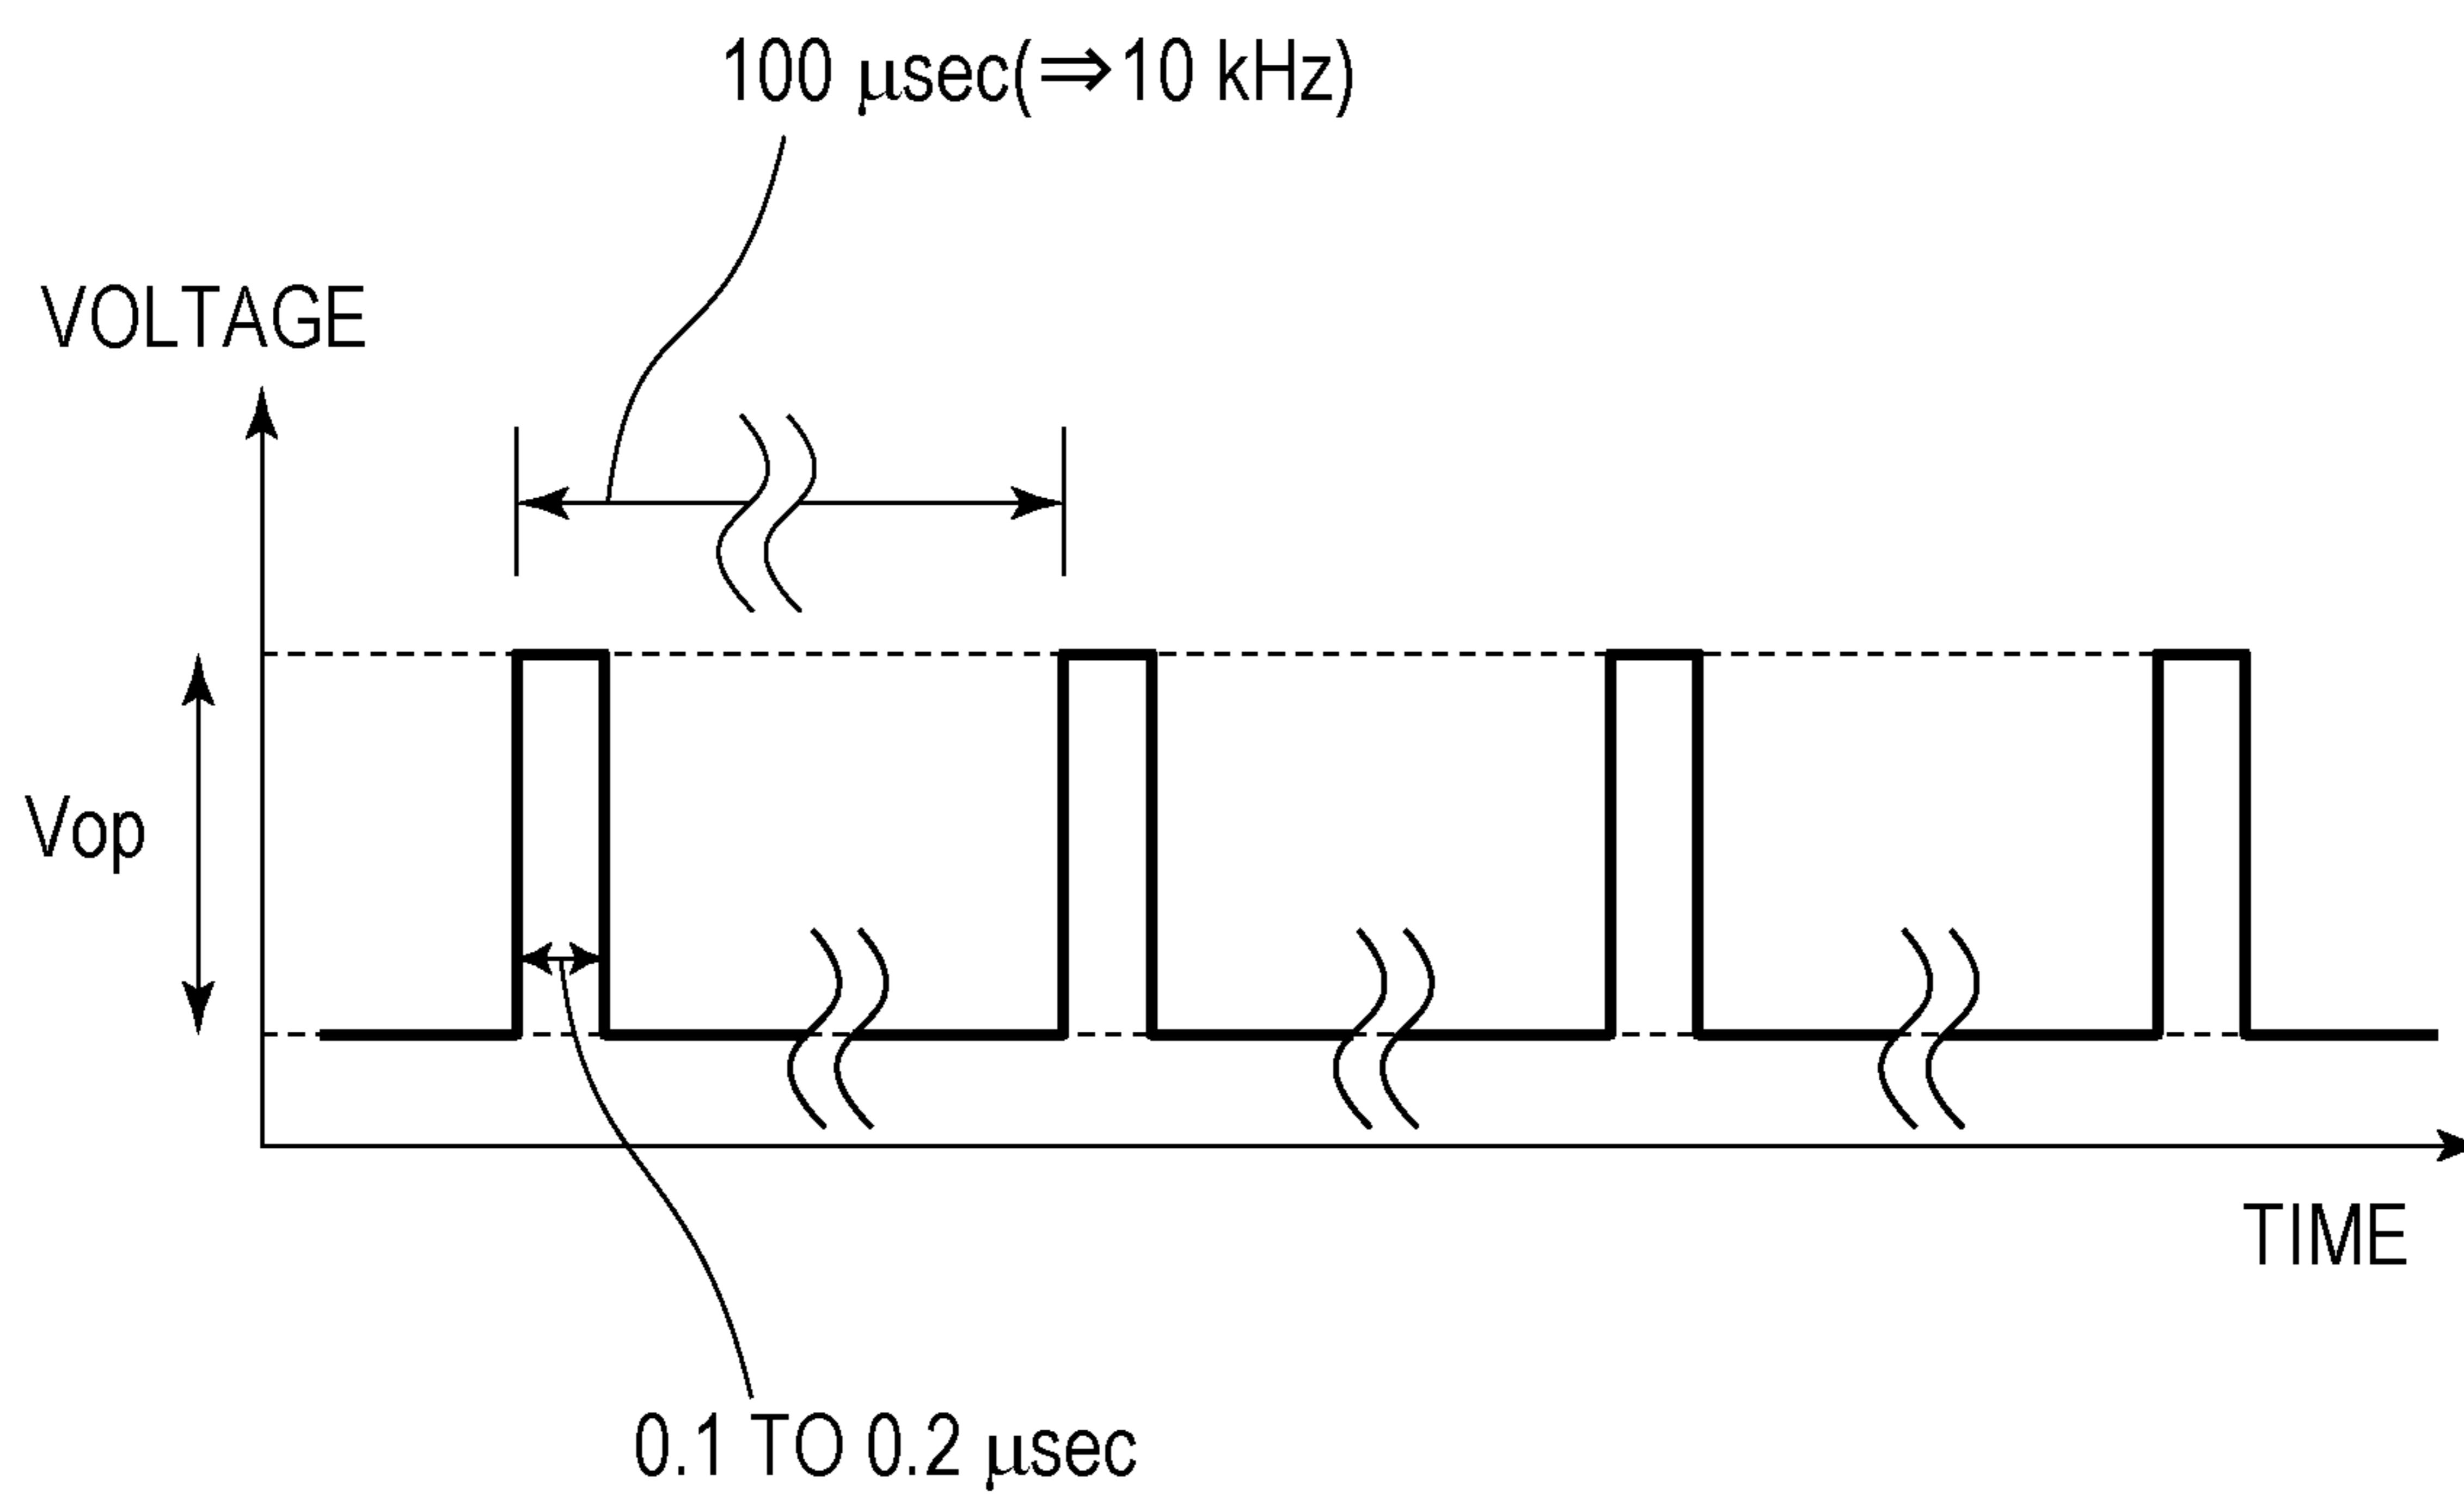 100 μsec(⇒10 kHz)
VOLTAGE
Vop
TIME
0.1 TO 0.2 μsec